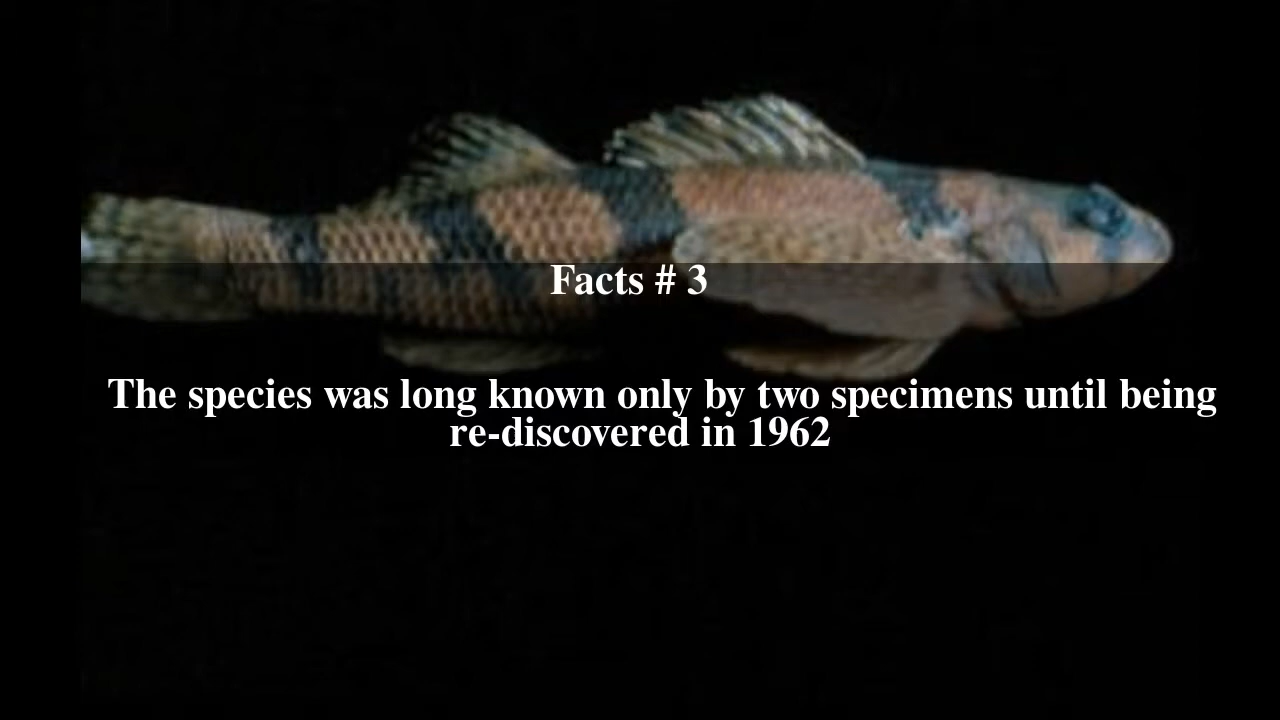 Facts # 3
The species was long known only by two specimens until being
re-discovered in 1962